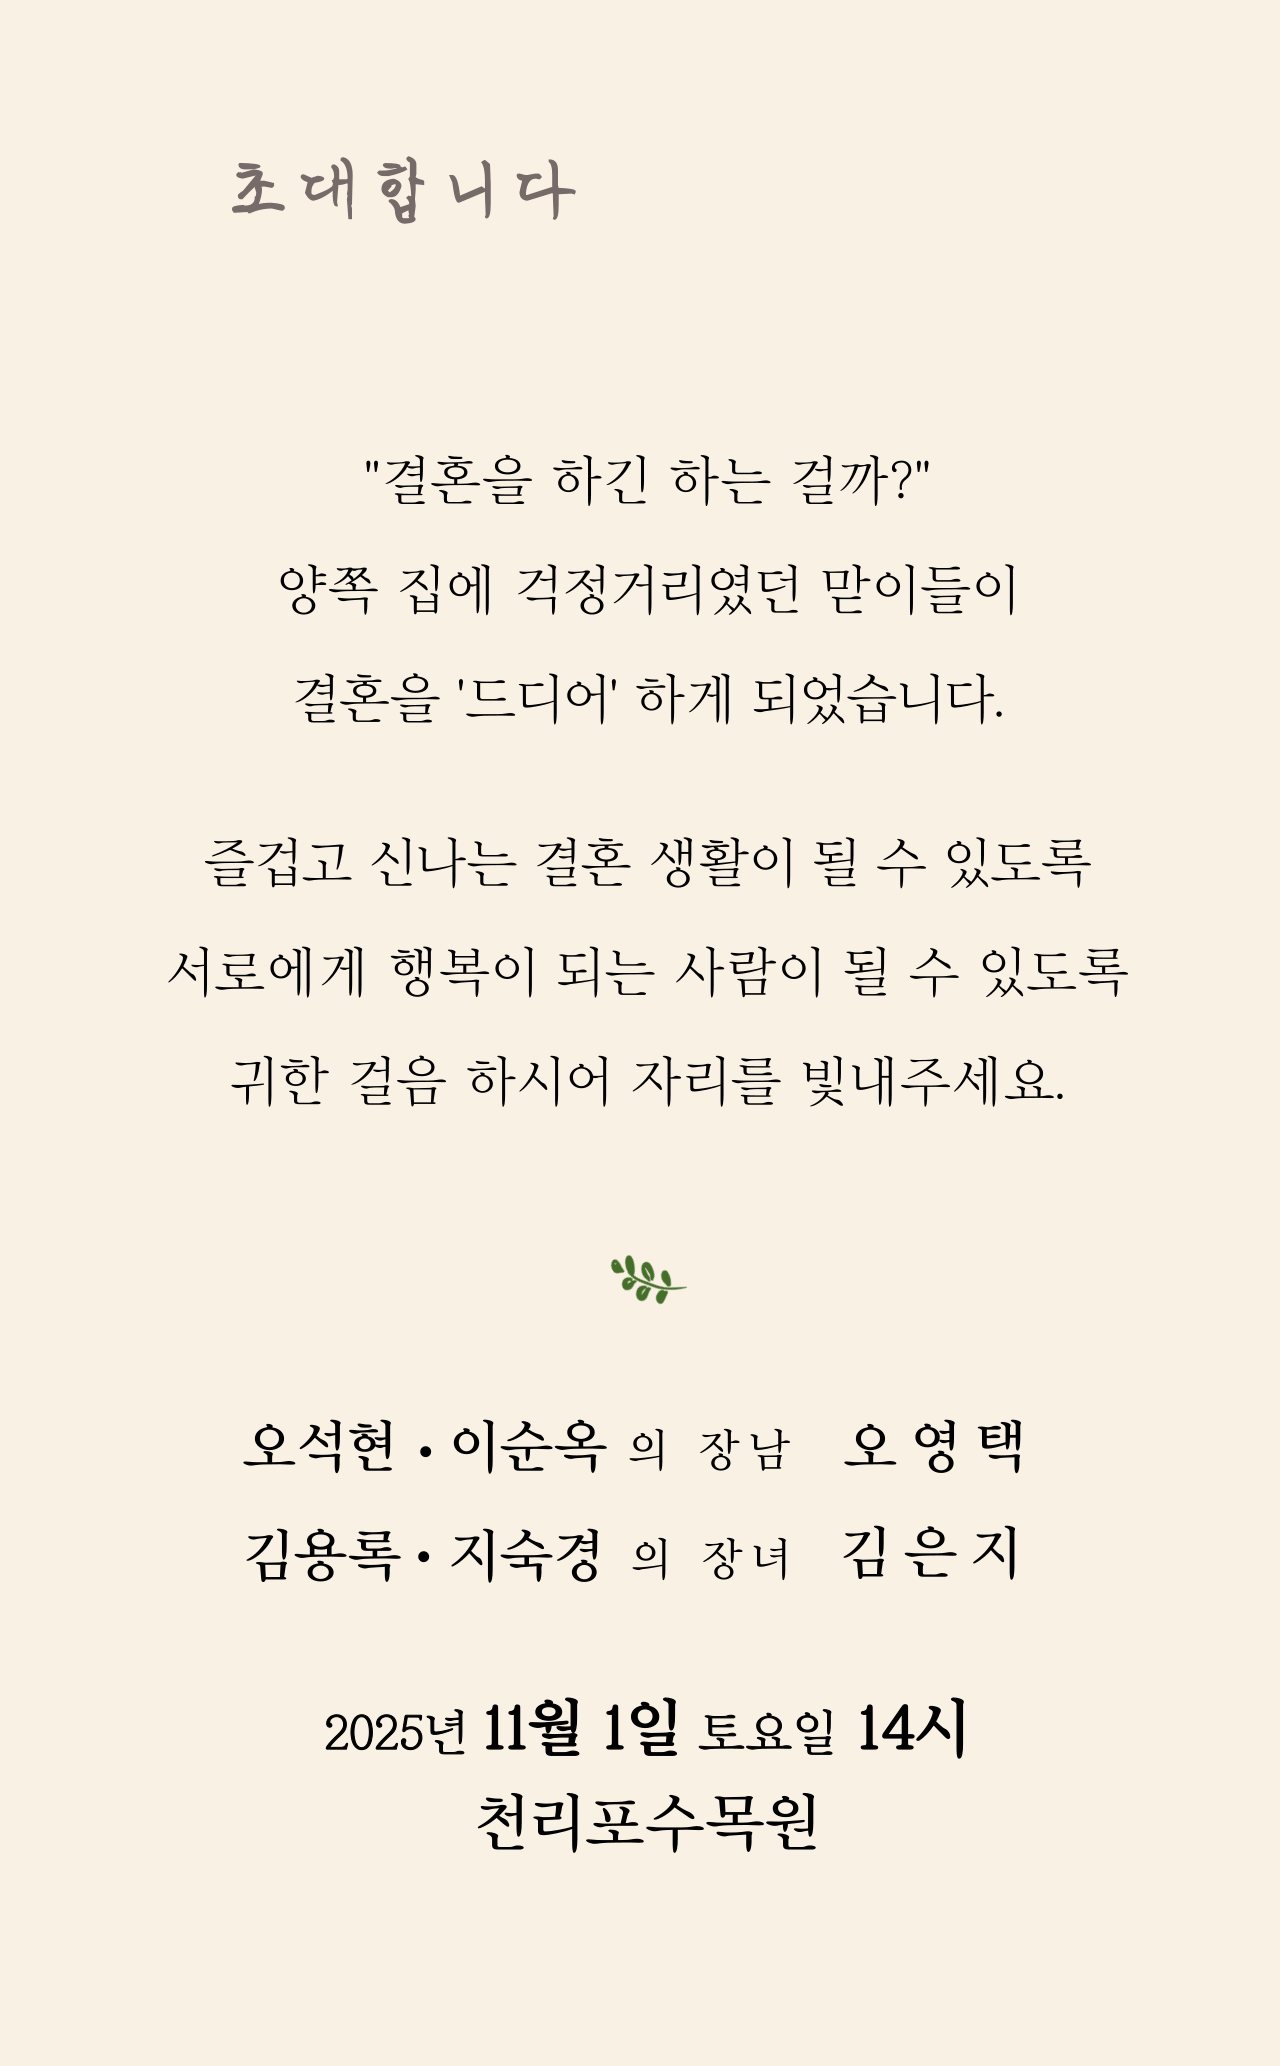 초대합니다
"결혼을 하긴 하는 걸까?"
양쪽 집에 걱정거리였던 맏이들이
결혼을 '드디어' 하게 되었습니다.
즐겁고 신나는 결혼 생활이 될 수 있도록
서로에게 행복이 되는 사람이 될 수 있도록
귀한 걸음 하시어 자리를 빛내주세요.
오석현 • 이순옥 의 장남 오영택
김용록 • 지숙경 의 장녀 김은지
2025년 11월 1일 토요일 14시
천리포수목원